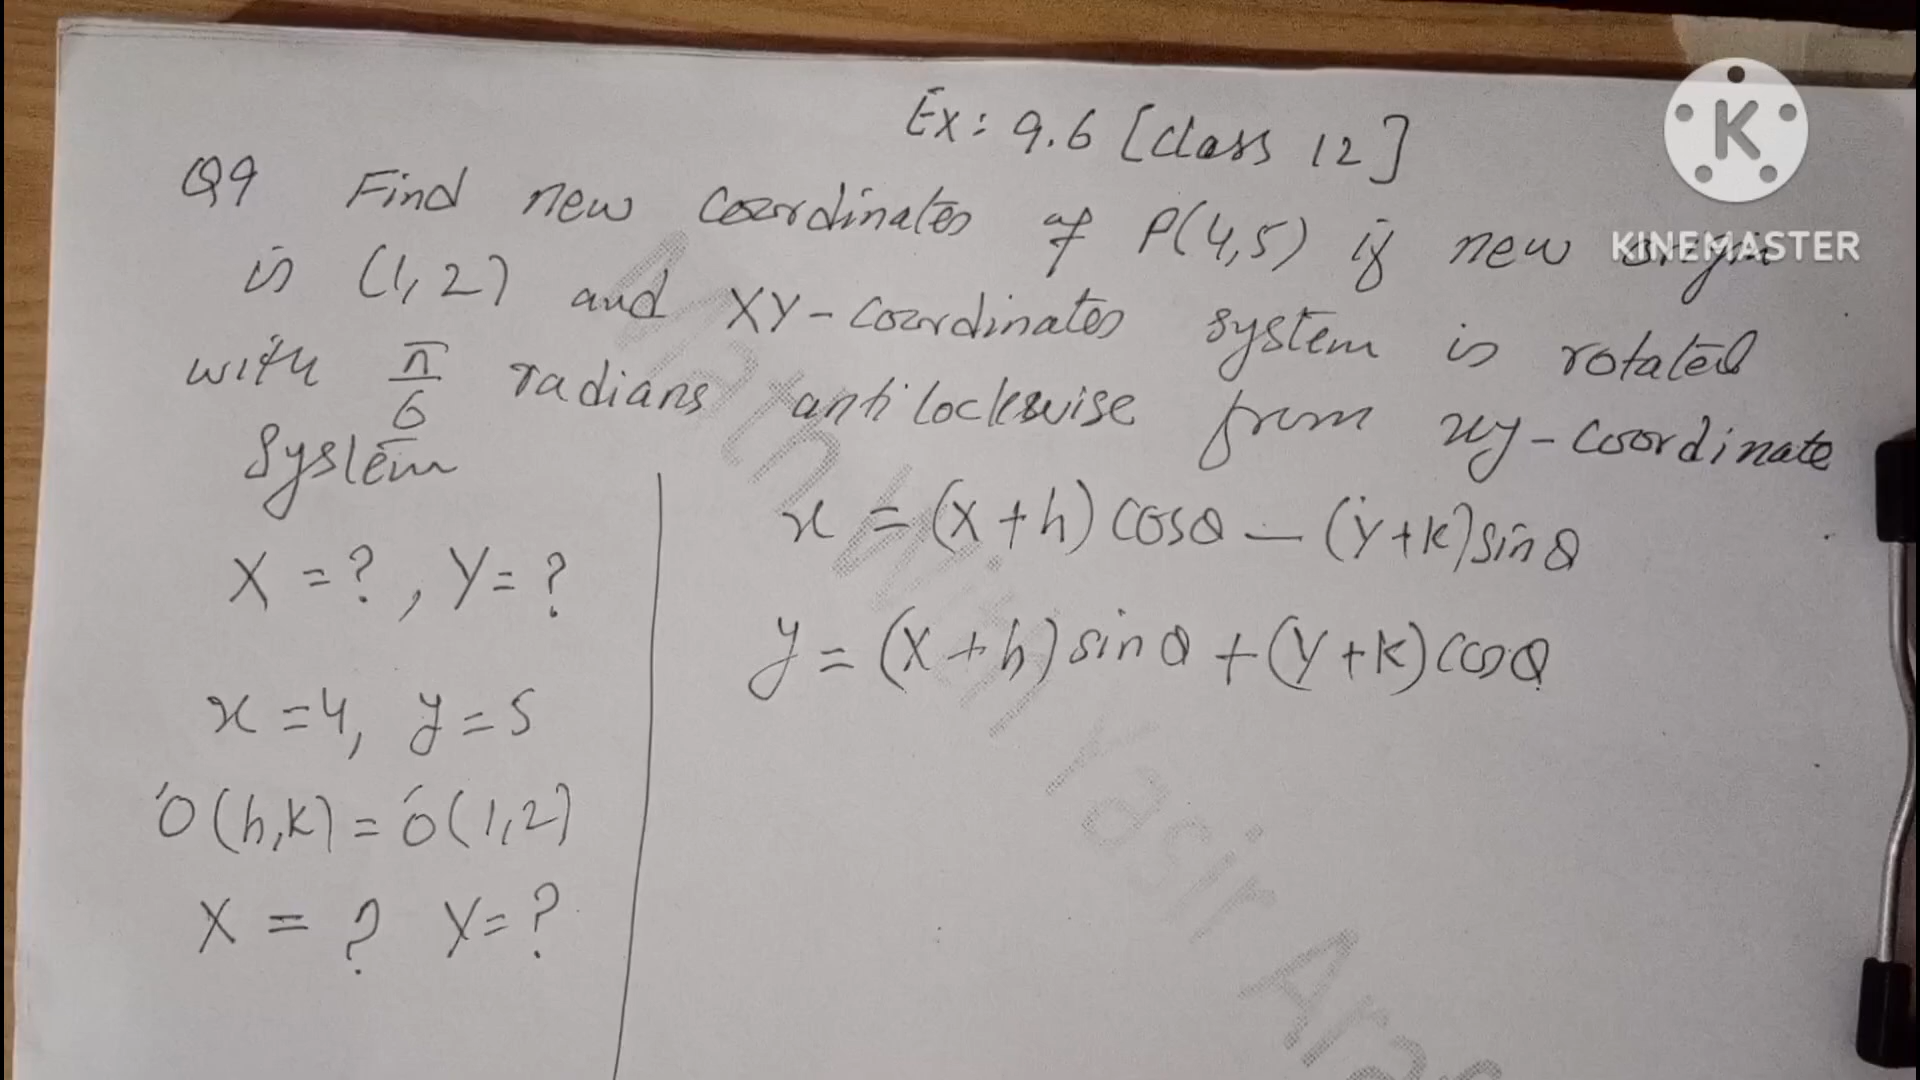 Ex: 9.6 [Class 12]
Q9 Find new coordinates of P(4,5) if new origin
is (1,2) and XY-coordinates system is rotated
with π/6 radians anti lockwise from xy-coordinate
System
X = ? , Y = ?
x = 4, y = 5
O'(h,k) = O'(1,2)
X = ? Y = ?
x = (X + h) cosθ - (Y + k) sinθ
y = (X + h) sinθ + (Y + k) cosθ
K
KINEMASTER